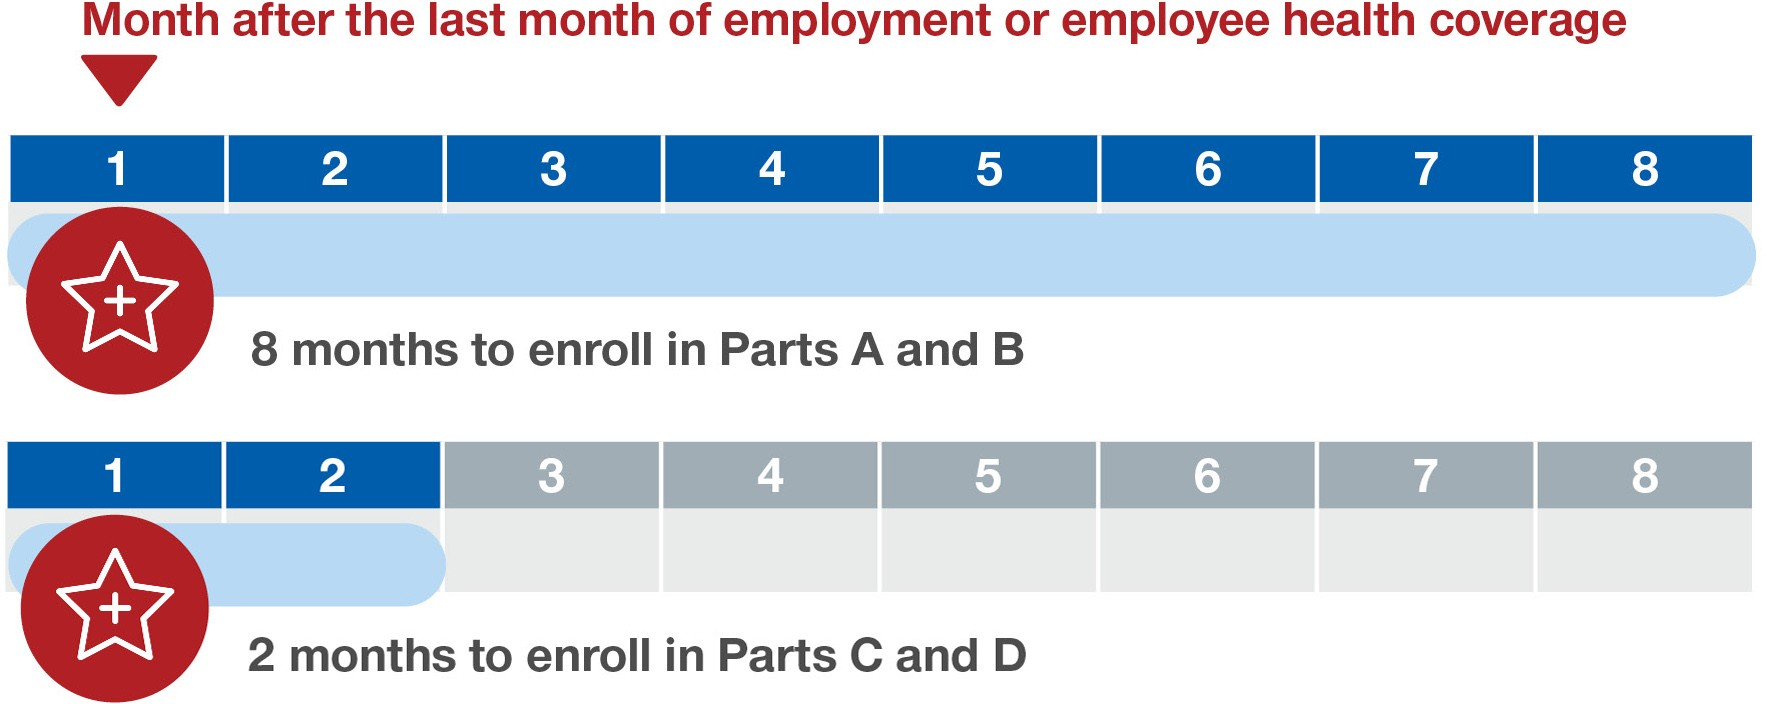 Month after the last month of employment or employee health coverage
1 2 3 4 5 6 7 8
8 months to enroll in Parts A and B
1 2 3 4 5 6 7 8
2 months to enroll in Parts C and D